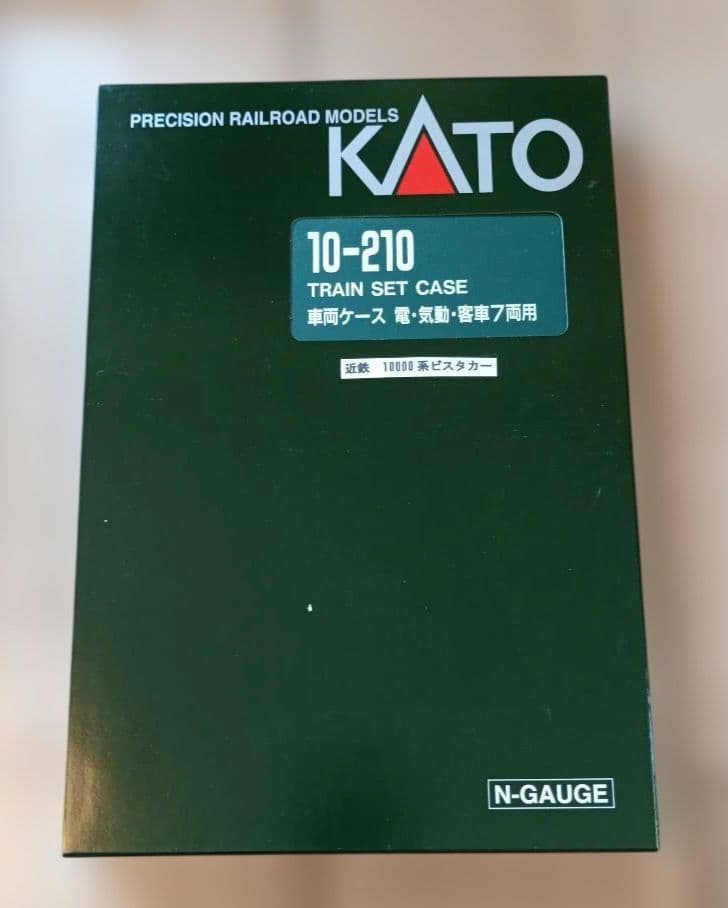 PRECISION RAILROAD MODELS
KATO
10-210
TRAIN SET CASE
車両ケース 電・気動・客車7両用
近鉄 10000系ビスタカー
N-GAUGE